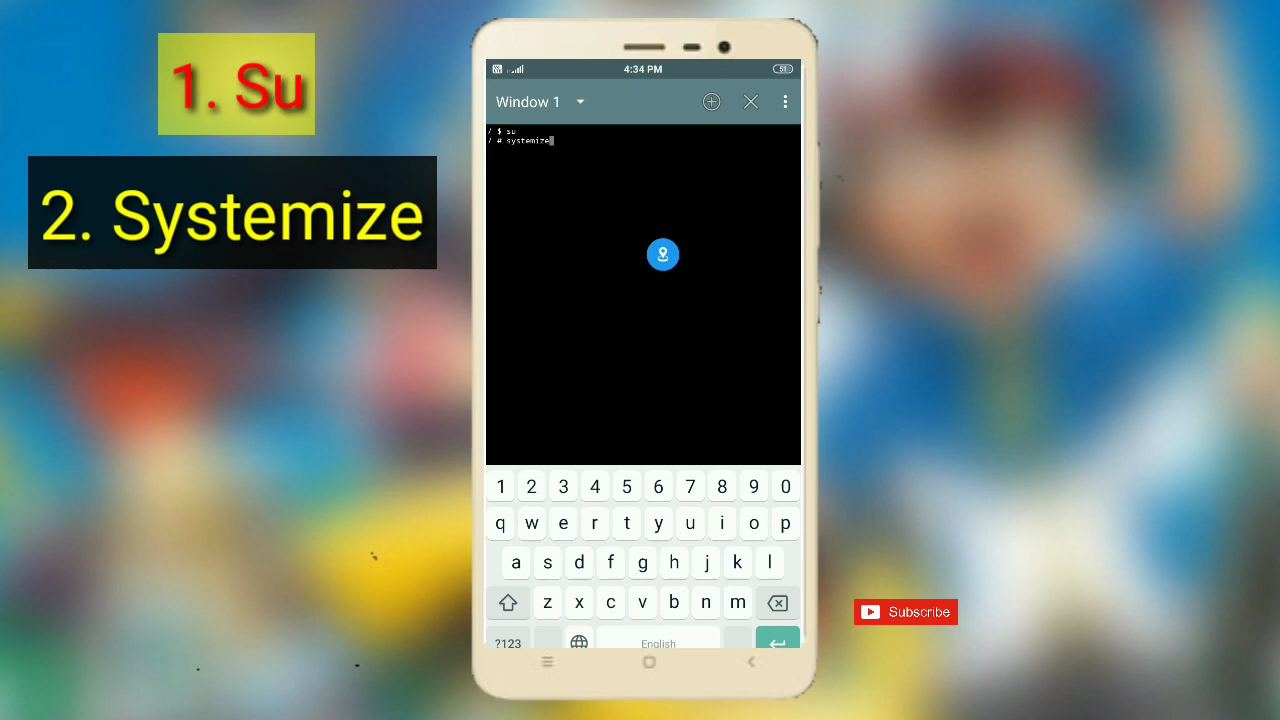 1. Su
2. Systemize
4:34 PM
Window 1
/ $ su
/ # systemize
1 2 3 4 5 6 7 8 9 0
q w e r t y u i o p
a s d f g h j k l
z x c v b n m
?123 English
Subscribe